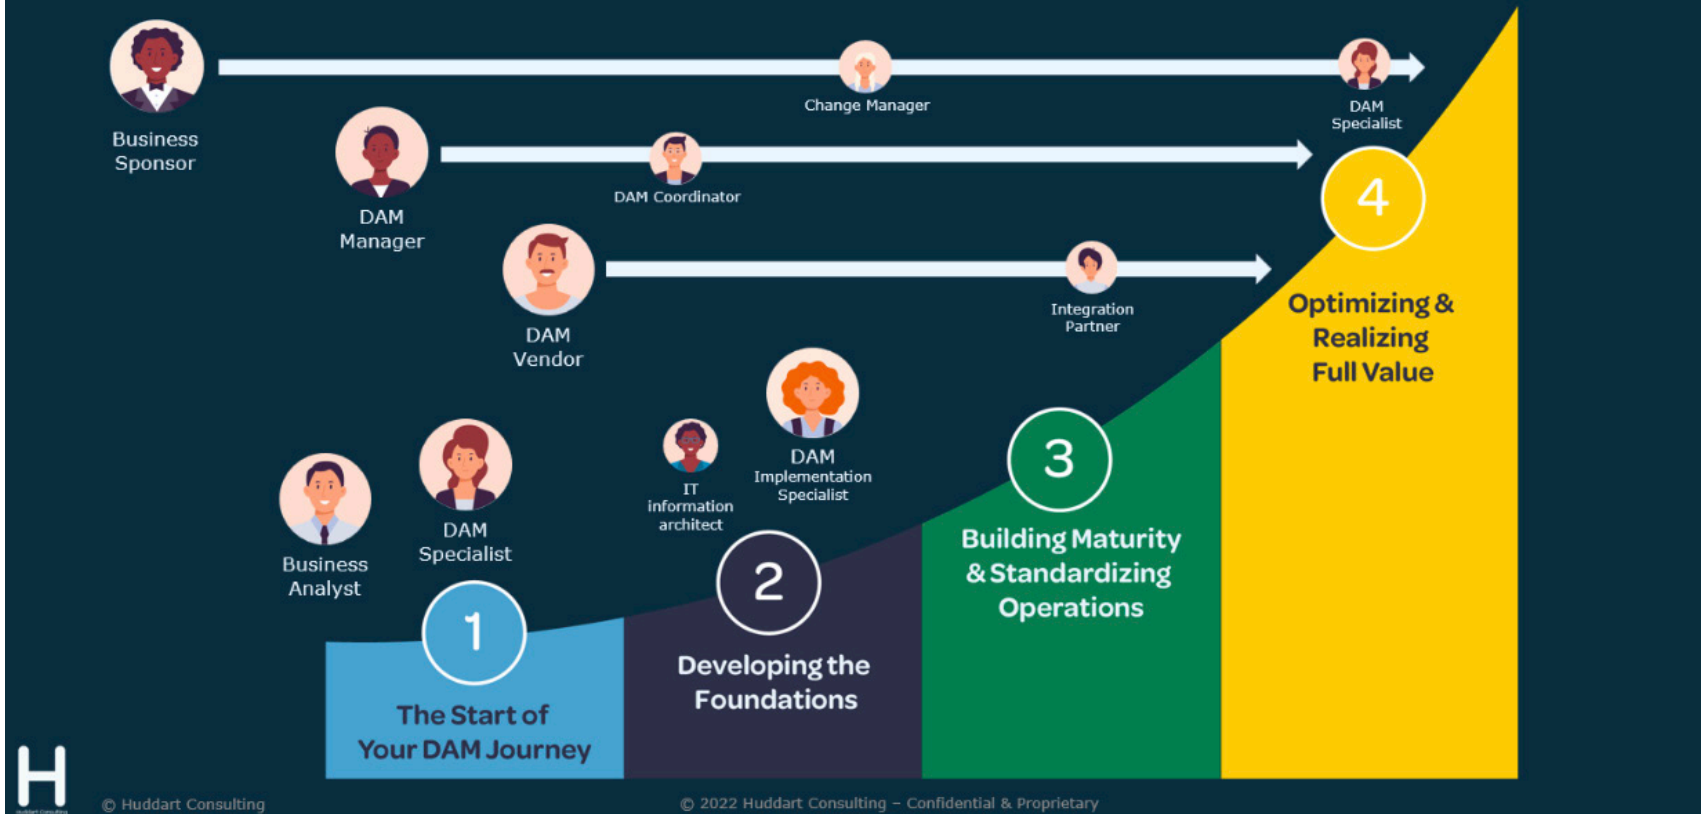 Business
Sponsor
Change Manager
DAM
Specialist
DAM
Manager
DAM Coordinator
4
DAM
Vendor
Integration
Partner
Optimizing &
Realizing
Full Value
DAM
Implementation
Specialist
IT
information
architect
3
DAM
Specialist
Business
Analyst
Building Maturity
& Standardizing
Operations
2
Developing the
Foundations
1
The Start of
Your DAM Journey
H
Huddart Consulting
© Huddart Consulting
© 2022 Huddart Consulting – Confidential & Proprietary